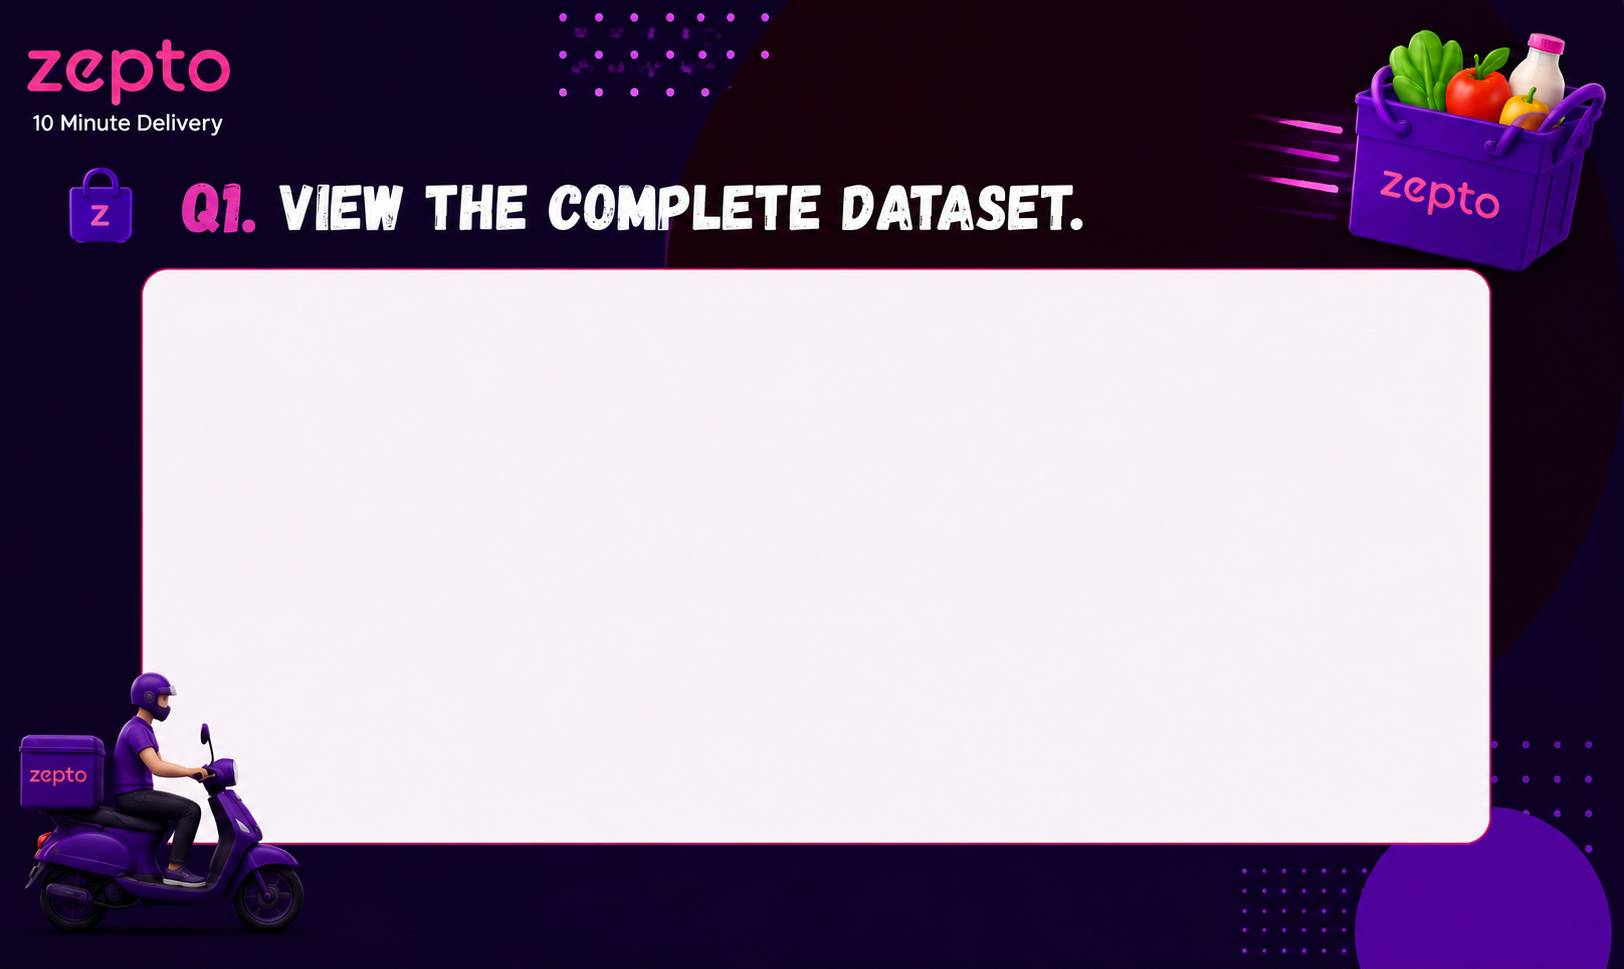 zepto
10 Minute Delivery
Z
Q1. VIEW THE COMPLETE DATASET.
zepto
zepto